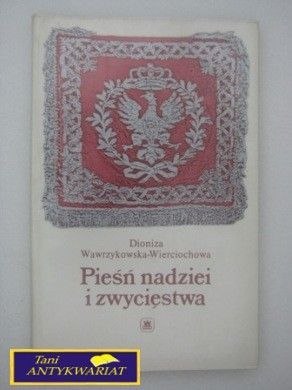 Dioniza
Wawrzykowska-Wierciochowa
Pieśń nadziei
i zwycięstwa
Tani
ANTYKWARIAT